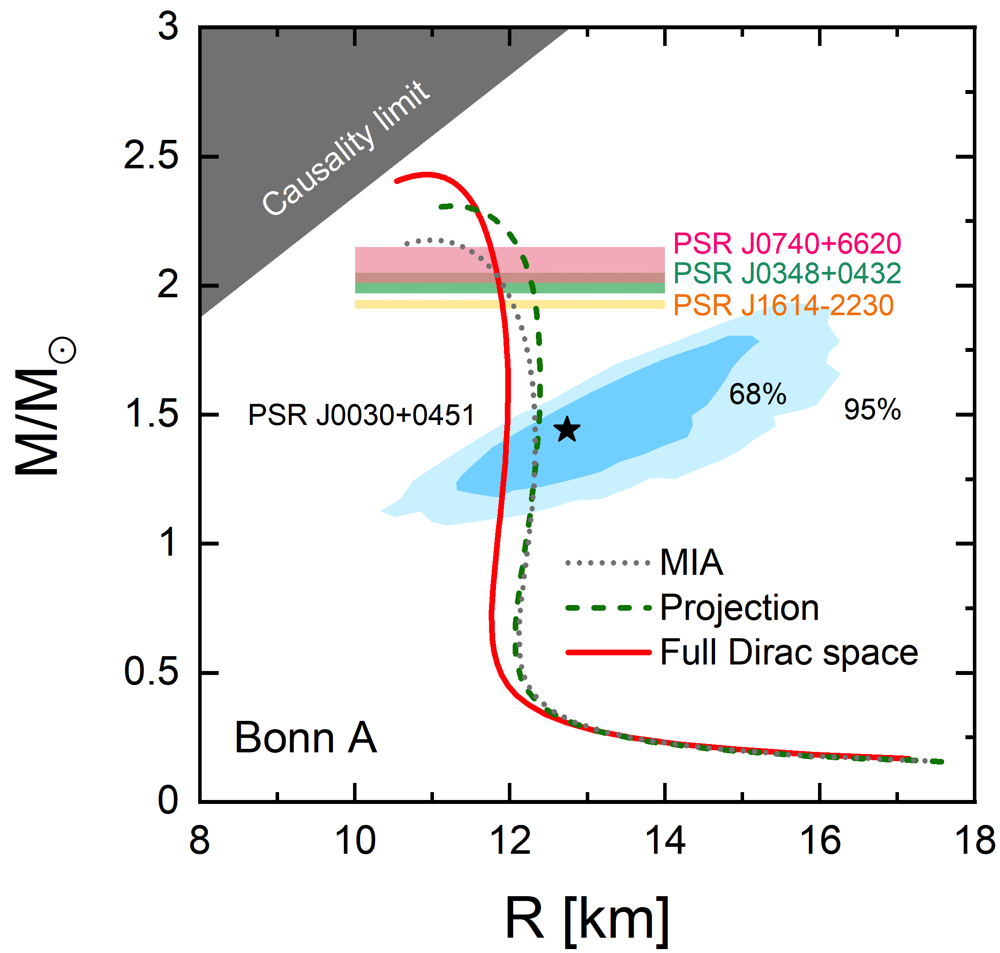 3
2.5
2
1.5
1
0.5
0
M/M☉
Causality limit
PSR J0740+6620
PSR J0348+0432
PSR J1614-2230
68%
95%
PSR J0030+0451
MIA
Projection
Full Dirac space
Bonn A
8 10 12 14 16 18
R [km]